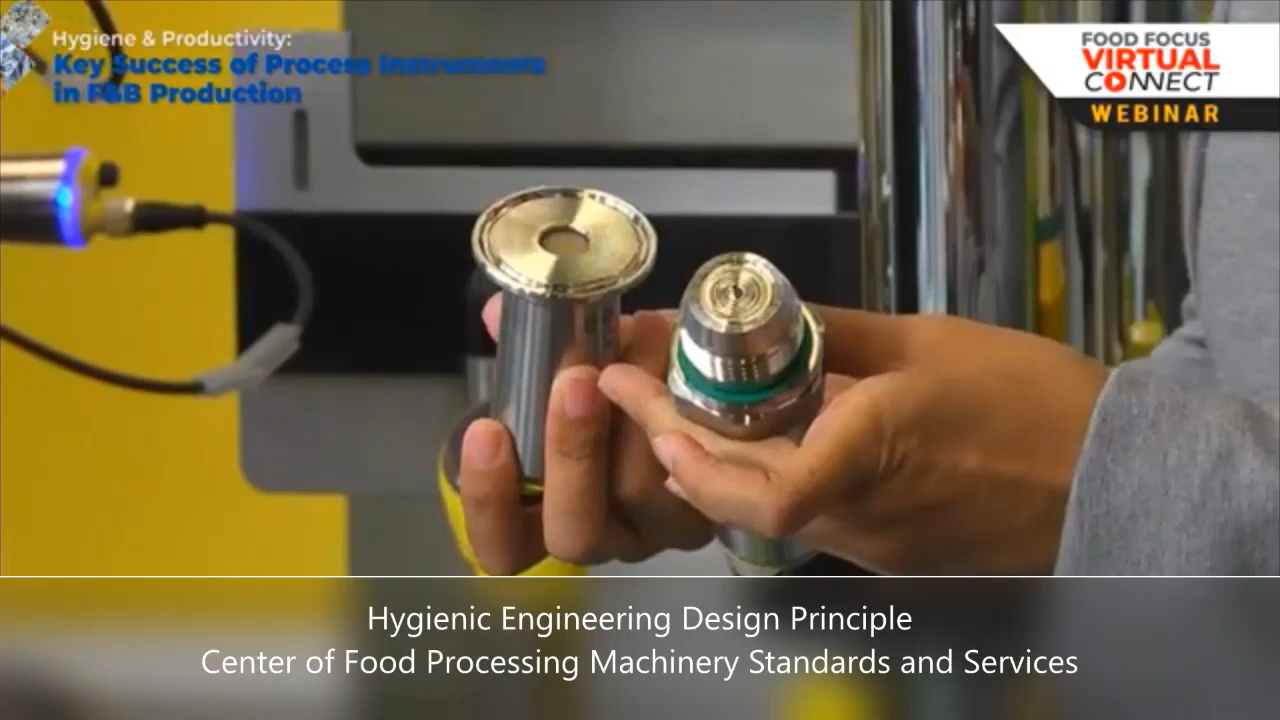 Hygiene & Productivity:
Key Success of Process Instruments
in F&B Production
FOOD FOCUS
VIRTUAL
CONNECT
WEBINAR
Hygienic Engineering Design Principle
Center of Food Processing Machinery Standards and Services